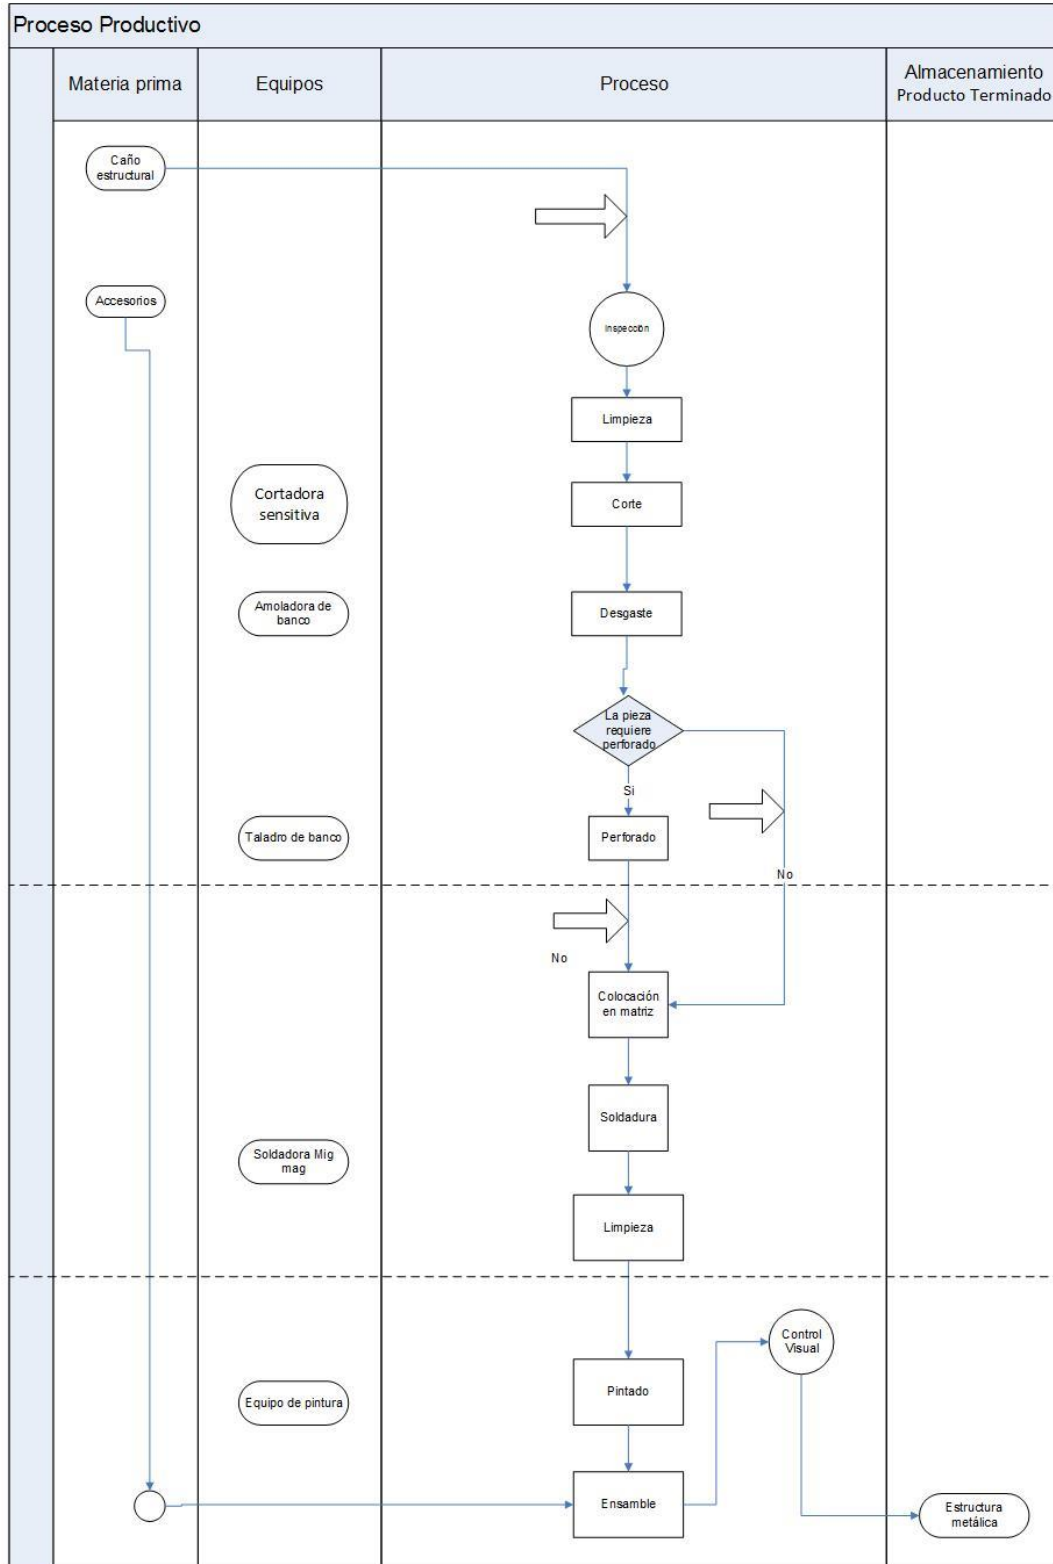 Proceso Productivo
Materia prima
Equipos
Proceso
Almacenamiento
Producto Terminado
Caño
estructural
Accesorios
Inspección
Limpieza
Cortadora
sensitiva
Corte
Amoladora de
banco
Desgaste
La pieza
requiere
perforado
Si
Taladro de banco
Perforado
No
No
Colocación
en matriz
Soldadura
Soldadora Mig
mag
Limpieza
Control
Visual
Equipo de pintura
Pintado
Ensamble
Estructura
metálica